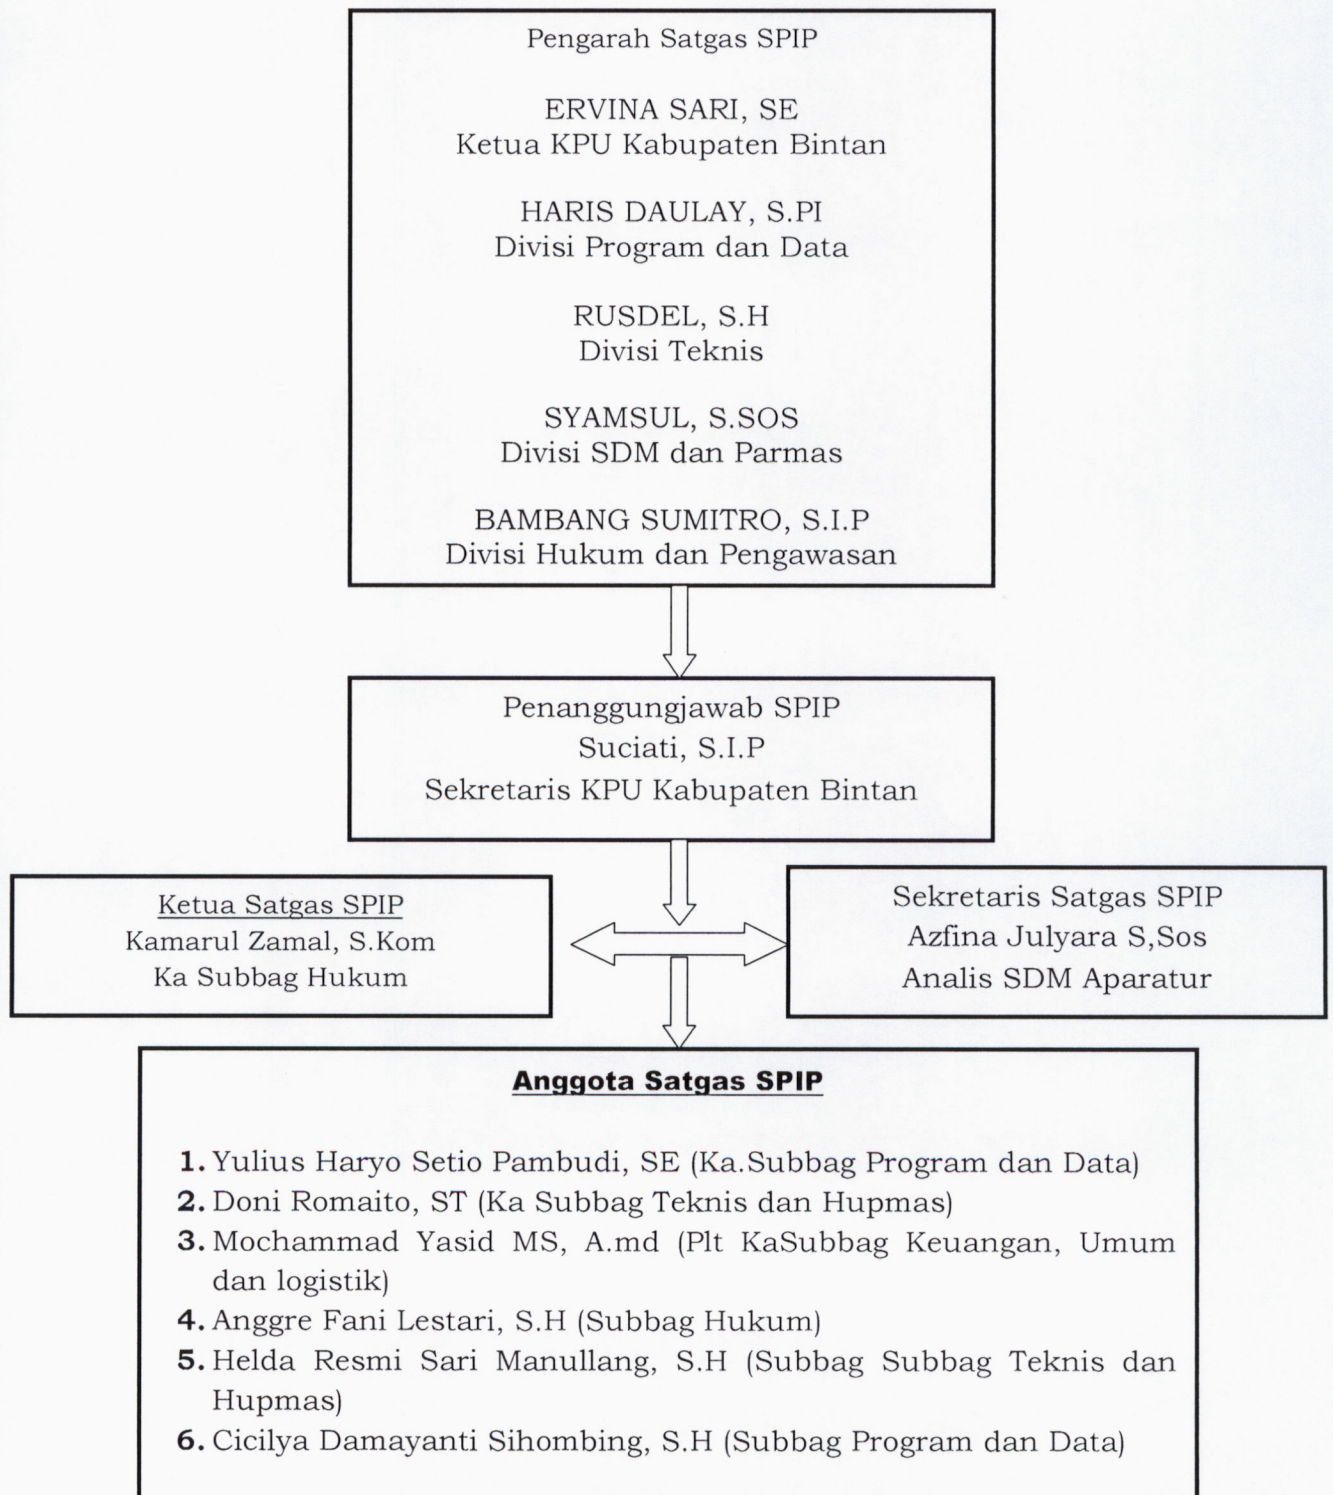 Pengarah Satgas SPIP
ERVINA SARI, SE
Ketua KPU Kabupaten Bintan
HARIS DAULAY, S.PI
Divisi Program dan Data
RUSDEL, S.H
Divisi Teknis
SYAMSUL, S.SOS
Divisi SDM dan Parmas
BAMBANG SUMITRO, S.I.P
Divisi Hukum dan Pengawasan
Penanggungjawab SPIP
Suciati, S.I.P
Sekretaris KPU Kabupaten Bintan
Ketua Satgas SPIP
Kamarul Zamal, S.Kom
Ka Subbag Hukum
Sekretaris Satgas SPIP
Azfina Julyara S,Sos
Analis SDM Aparatur
Anggota Satgas SPIP
1. Yulius Haryo Setio Pambudi, SE (Ka.Subbag Program dan Data)
2. Doni Romaito, ST (Ka Subbag Teknis dan Hupmas)
3. Mochammad Yasid MS, A.md (Plt KaSubbag Keuangan, Umum
dan logistik)
4. Anggre Fani Lestari, S.H (Subbag Hukum)
5. Helda Resmi Sari Manullang, S.H (Subbag Subbag Teknis dan
Hupmas)
6. Cicilya Damayanti Sihombing, S.H (Subbag Program dan Data)